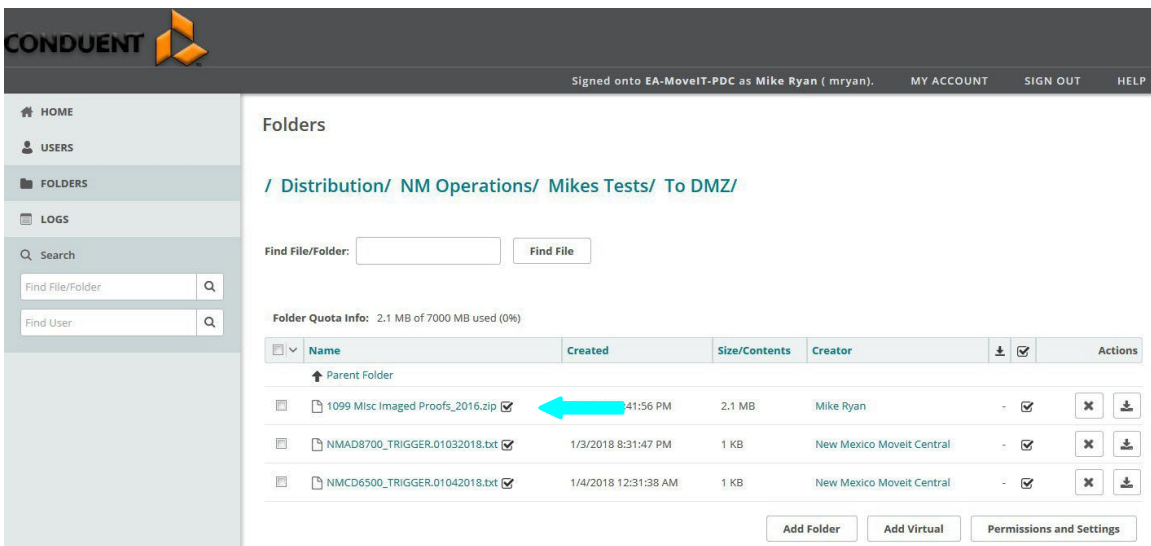 CONDUENT
Signed onto EA-MoveIT-PDC as Mike Ryan ( mryan). MY ACCOUNT SIGN OUT HELP
HOME
USERS
FOLDERS
LOGS
Search
Find File/Folder
Find User
Folders
/ Distribution/ NM Operations/ Mikes Tests/ To DMZ/
Find File/Folder: Find File
Folder Quota Info: 2.1 MB of 7000 MB used (0%)
Name Created Size/Contents Creator Actions
Parent Folder
1099 MIsc Imaged Proofs_2016.zip :41:56 PM 2.1 MB Mike Ryan -
NMAD8700_TRIGGER.01032018.txt 1/3/2018 8:31:47 PM 1 KB New Mexico Moveit Central -
NMCD6500_TRIGGER.01042018.txt 1/4/2018 12:31:38 AM 1 KB New Mexico Moveit Central -
Add Folder Add Virtual Permissions and Settings